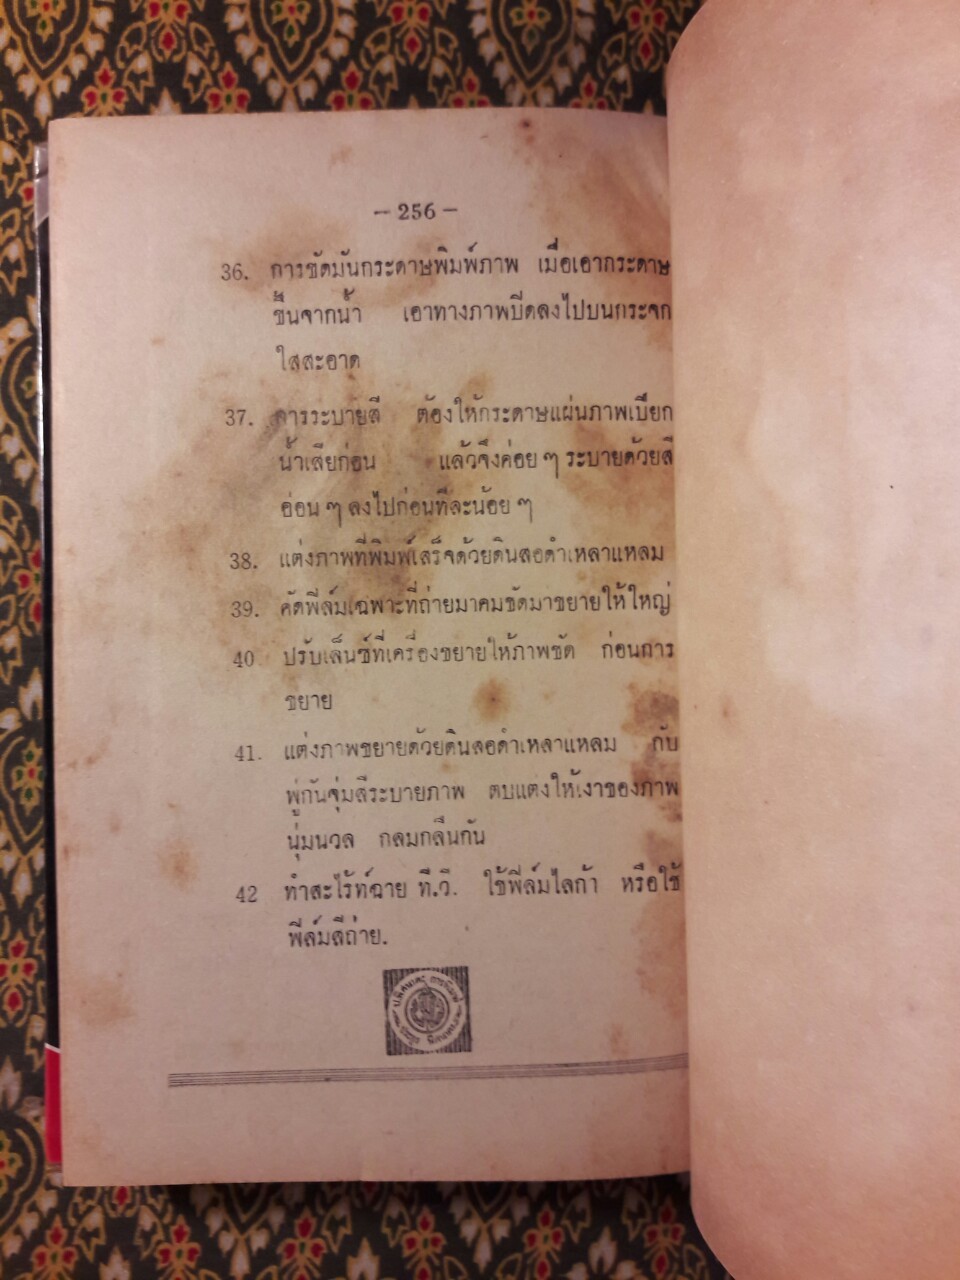 — 256 —
36. การขัดมันกระดาษพิมพ์ภาพ เมื่อเอากระดาษ
ขึ้นจากน้ำ เอาทางภาพปีดลงไปบนกระจก
ใสสะอาด
37. การระบายสี ต้องให้กระดาษแผ่นภาพเปียก
น้ำเสียก่อน แล้วจึงค่อย ๆ ระบายด้วยสี
อ่อน ๆ ลงไปก่อนทีละน้อย ๆ
38. แต่งภาพที่พิมพ์เสร็จด้วยดินสอดำเหลาแหลม
39. คัดฟีล์มเฉพาะที่ถ่ายมาคมชัดมาขยายให้ใหญ่
40 ปรับเล็นซ์ที่เครื่องขยายให้ภาพชัด ก่อนการ
ขยาย
41. แต่งภาพขยายด้วยดินสอดำเหลาแหลม กับ
พู่กันจุ่มสีระบายภาพ ตบแต่งให้เงาของภาพ
นุ่มนวล กลมกลืนกัน
42 ทำสะไร้ท์ฉาย ที.วี. ใช้ฟีล์มไลก้า หรือใช้
ฟีล์มสีถ่าย.